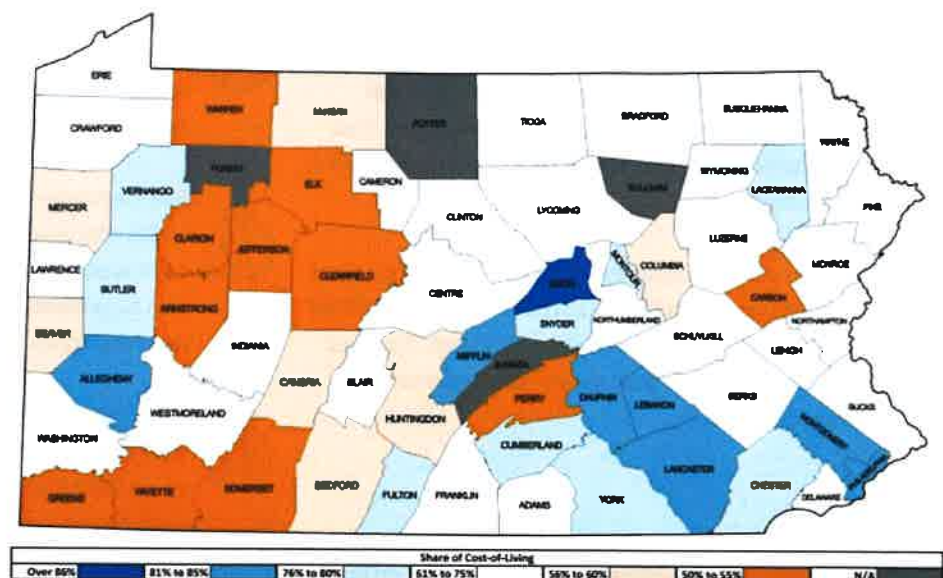 ERIE
CRAWFORD
WARREN
McKEAN
POTTER
TIOGA
BRADFORD
SUSQUEHANNA
WAYNE
VERNANGO
FOREST
ELK
CAMERON
SULLIVAN
WYOMING
LACKAWANNA
PIKE
MERCER
CLARION
JEFFERSON
CLINTON
LYCOMING
LUZERNE
MONROE
LAWRENCE
BUTLER
CLEARFIELD
CENTRE
UNION
MONTOUR
COLUMBIA
CARBON
ARMSTRONG
BEAVER
INDIANA
SNYDER
NORTHUMBERLAND
SCHUYLKILL
NORTHAMPTON
LEHIGH
ALLEGHENY
CAMBRIA
BLAIR
MIFFLIN
JUNIATA
WESTMORELAND
HUNTINGDON
PERRY
DAUPHIN
LEBANON
BERKS
BUCKS
WASHINGTON
CUMBERLAND
MONTGOMERY
PHILADELPHIA
GREENE
FAYETTE
SOMERSET
BEDFORD
FULTON
FRANKLIN
ADAMS
YORK
LANCASTER
CHESTER
DELAWARE
Share of Cost-of-Living
Over 86% 81% to 85% 76% to 80% 61% to 75% 56% to 60% 50% to 55% N/A